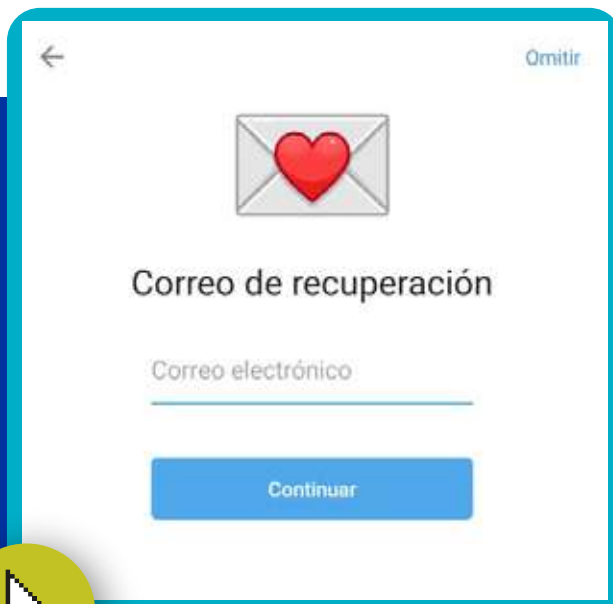 Omitir
Correo de recuperación
Correo electrónico
Continuar